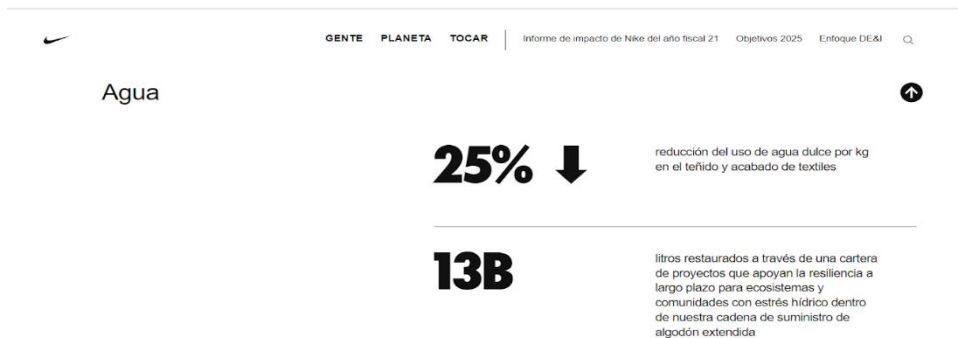 GENTE PLANETA TOCAR Informe de impacto de Nike del año fiscal 21 Objetivos 2025 Enfoque DE&I
Agua
25%
reducción del uso de agua dulce por kg
en el teñido y acabado de textiles
13B
litros restaurados a través de una cartera
de proyectos que apoyan la resiliencia a
largo plazo para ecosistemas y
comunidades con estrés hídrico dentro
de nuestra cadena de suministro de
algodón extendida